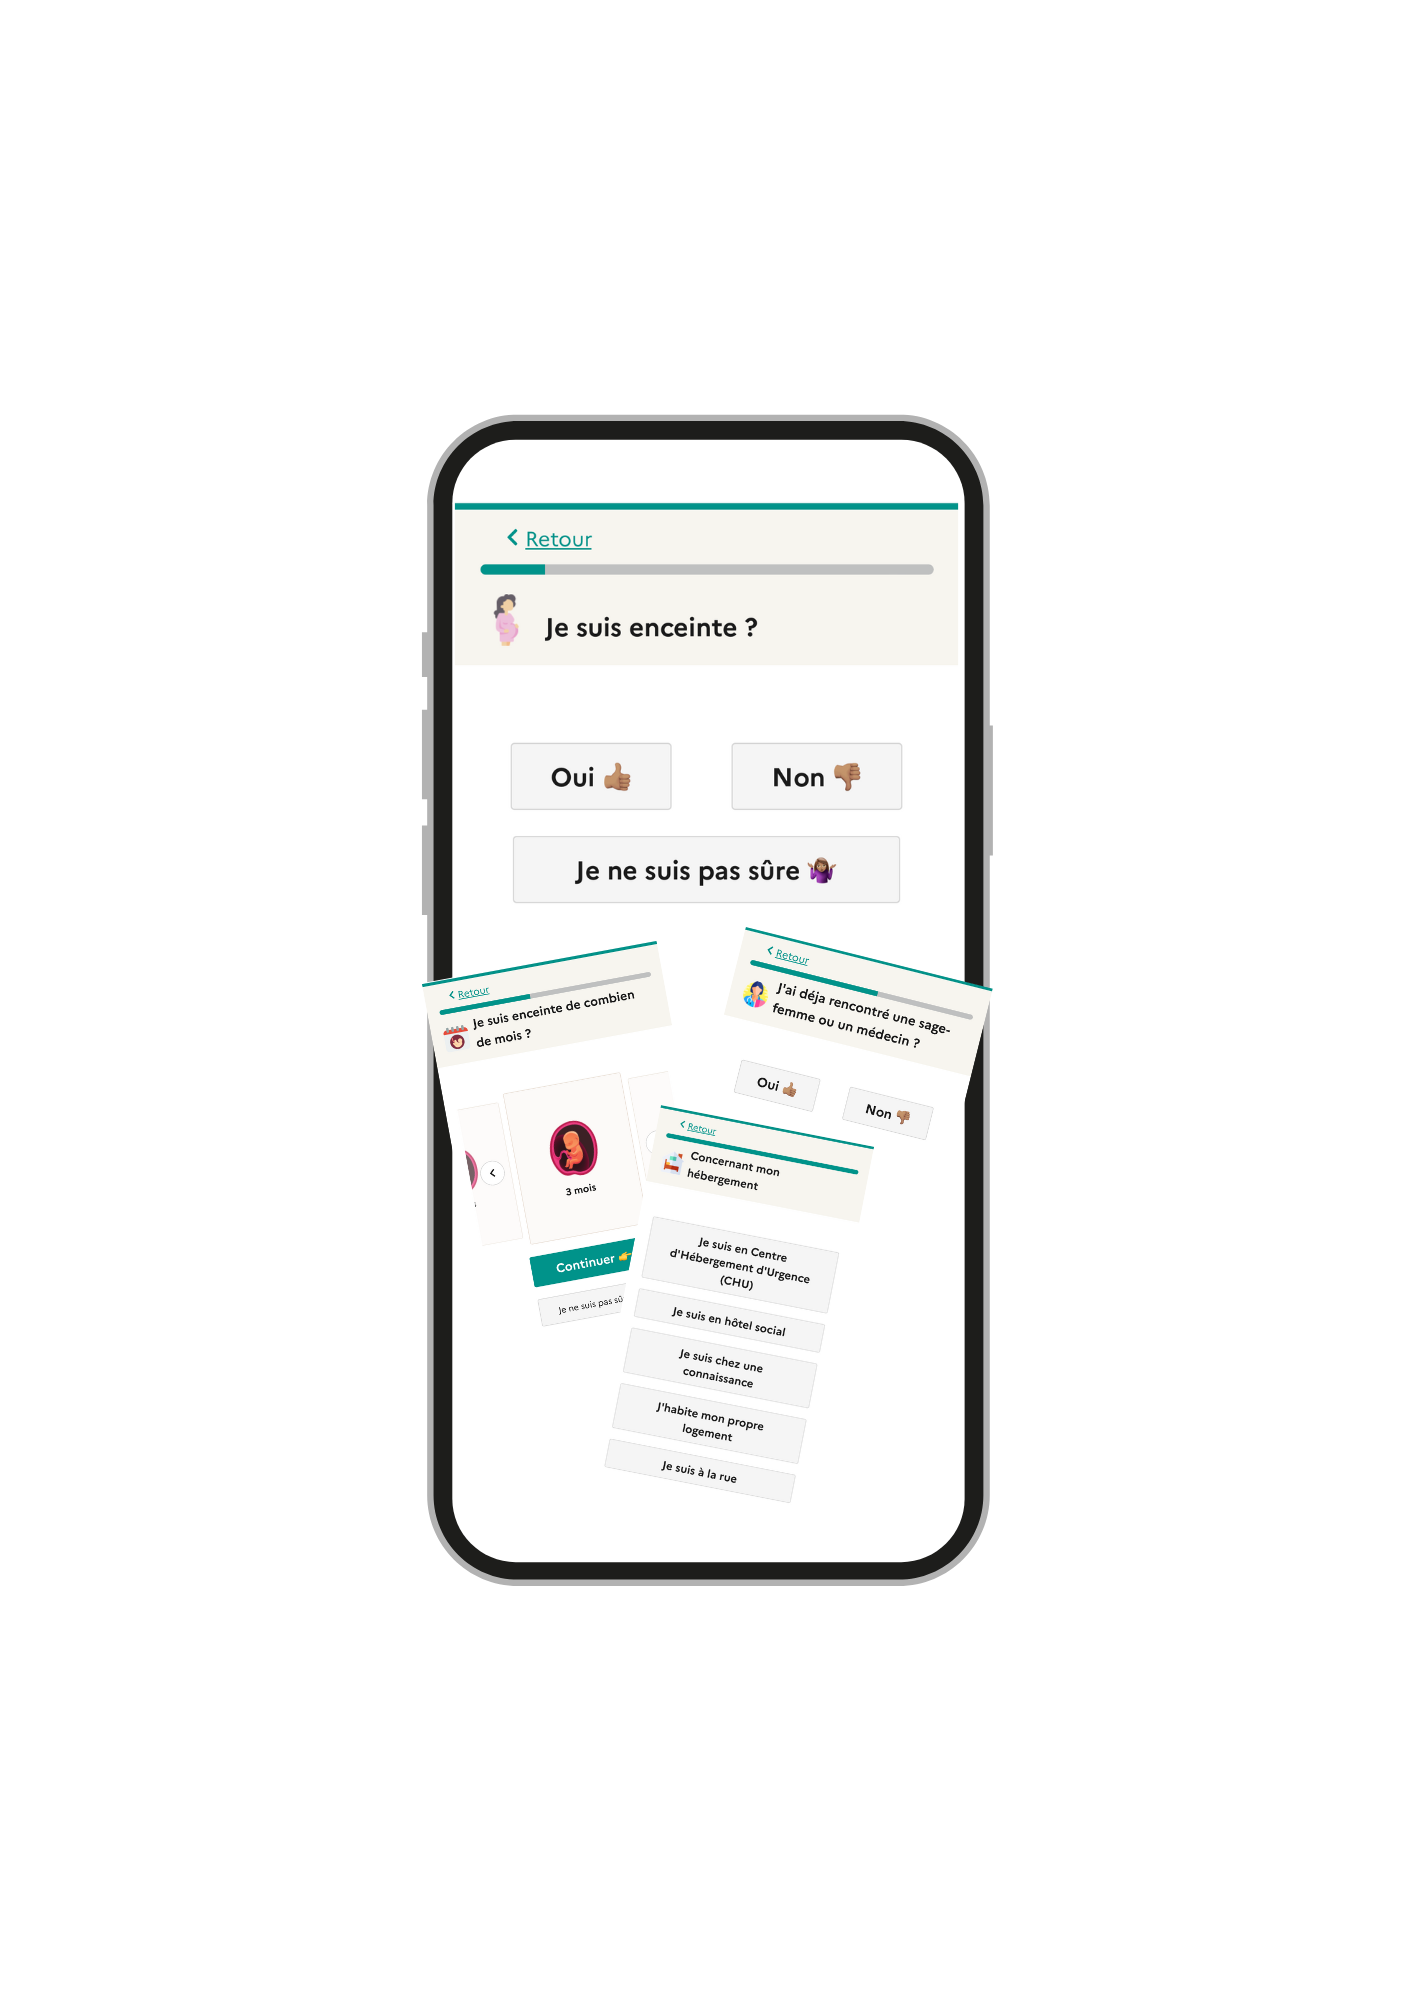 Retour
Je suis enceinte ?
Oui
Non
Je ne suis pas sûre
Retour
Je suis enceinte de combien
de mois ?
3 mois
Continuer
Je ne suis pas sû
Retour
J'ai déja rencontré une sage-
femme ou un médecin ?
Oui
Non
Retour
Concernant mon
hébergement
Je suis en Centre
d'Hébergement d'Urgence
(CHU)
Je suis en hôtel social
Je suis chez une
connaissance
J'habite mon propre
logement
Je suis à la rue